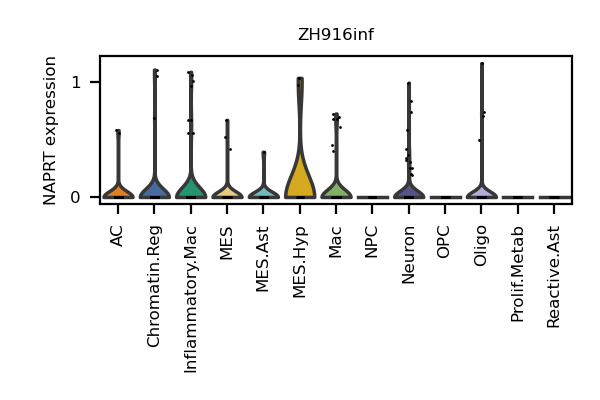 ZH916inf
NAPRT expression
1
0
AC
Chromatin.Reg
Inflammatory.Mac
MES
MES.Ast
MES.Hyp
Mac
NPC
Neuron
OPC
Oligo
Prolif.Metab
Reactive.Ast